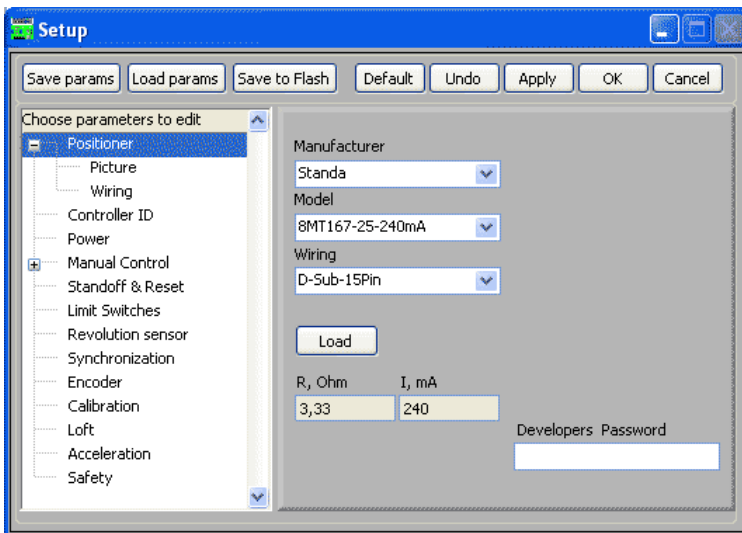 Setup
Save params Load params Save to Flash Default Undo Apply OK Cancel
Choose parameters to edit
Positioner
Picture
Wiring
Controller ID
Power
Manual Control
Standoff & Reset
Limit Switches
Revolution sensor
Synchronization
Encoder
Calibration
Loft
Acceleration
Safety
Manufacturer
Standa
Model
8MT167-25-240mA
Wiring
D-Sub-15Pin
Load
R, Ohm I, mA
3,33 240
Developers Password